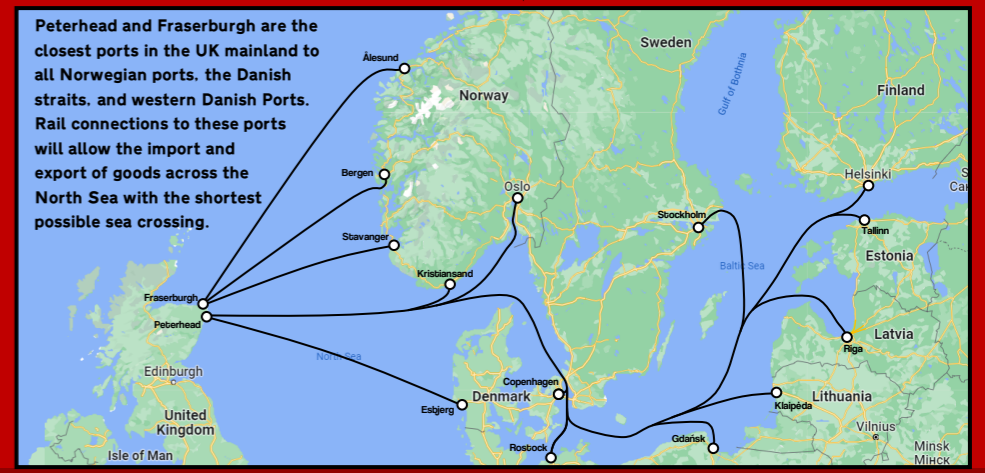 Peterhead and Fraserburgh are the
closest ports in the UK mainland to
all Norwegian ports, the Danish
straits, and western Danish Ports.
Rail connections to these ports
will allow the import and
export of goods across the
North Sea with the shortest
possible sea crossing.
Ålesund
Sweden
Norway
Gulf of Bothnia
Finland
Bergen
Oslo
Helsinki
S
Сан
Stockholm
Stavanger
Tallinn
Estonia
Baltic Sea
Kristiansand
Fraserburgh
Peterhead
Latvia
Riga
North Sea
Edinburgh
Copenhagen
Denmark
Esbjerg
Klaipėda
Lithuania
United
Kingdom
Vilnius
Gdańsk
Rostock
Isle of Man
Minsk
Мінск